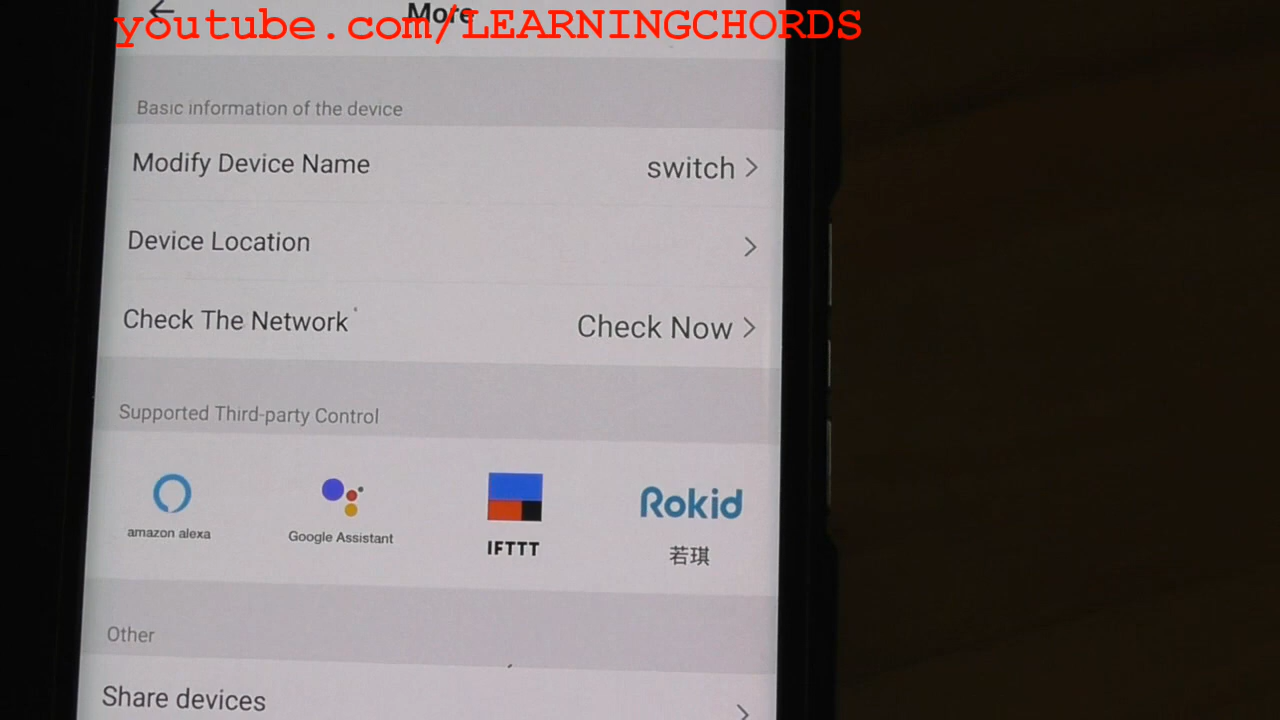 More
youtube.com/LEARNINGCHORDS
Basic information of the device
Modify Device Name switch
Device Location
Check The Network Check Now
Supported Third-party Control
amazon alexa
Google Assistant
IFTTT
Rokid
若琪
Other
Share devices